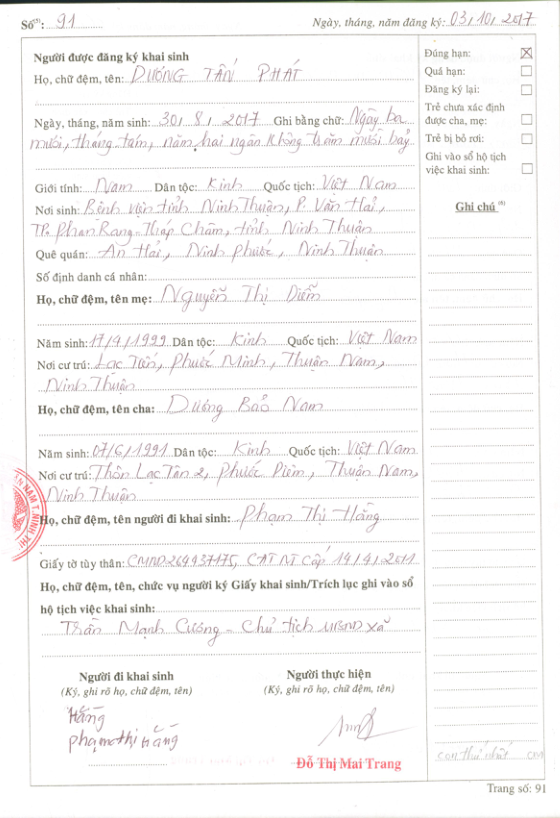 Số⁽⁵⁾: 91
Ngày, tháng, năm đăng ký: 03,10,2017
Người được đăng ký khai sinh
Họ, chữ đệm, tên: DƯƠNG TẤN PHÁT
Ngày, tháng, năm sinh: 30,8,2017 Ghi bằng chữ: Ngày ba
mươi, tháng tám, năm hai ngàn không trăm mười bảy
Giới tính: Nam Dân tộc: Kinh Quốc tịch: Việt Nam
Nơi sinh: Bệnh viện tỉnh Ninh Thuận, P. Văn Hải,
TP. Phan Rang-Tháp Chàm, tỉnh Ninh Thuận
Quê quán: An Hải, Ninh Phước, Ninh Thuận
Số định danh cá nhân:
Họ, chữ đệm, tên mẹ: Nguyễn Thị Diễm
Năm sinh: 17/9/1999 Dân tộc: Kinh Quốc tịch: Việt Nam
Nơi cư trú: Lạc Tiến, Phước Minh, Thuận Nam,
Ninh Thuận
Họ, chữ đệm, tên cha: Dương Bảo Nam
Năm sinh: 07/6/1991 Dân tộc: Kinh Quốc tịch: Việt Nam
Nơi cư trú: Thôn Lạc Tân 2, Phước Diêm, Thuận Nam,
Ninh Thuận
Họ, chữ đệm, tên người đi khai sinh: Phạm Thị Hằng
Giấy tờ tùy thân: CMND264937175, CAT NT cấp 14/4/2011
Họ, chữ đệm, tên, chức vụ người ký Giấy khai sinh/Trích lục ghi vào sổ
hộ tịch việc khai sinh:
Trần Mạnh Cường - Chủ tịch UBND xã
Người đi khai sinh
(Ký, ghi rõ họ, chữ đệm, tên)
Hằng
Phạm Thị Hằng
Người thực hiện
(Ký, ghi rõ họ, chữ đệm, tên)
Đỗ Thị Mai Trang
Đúng hạn:
Quá hạn:
Đăng ký lại:
Trẻ chưa xác định
được cha, mẹ:
Trẻ bị bỏ rơi:
Ghi vào sổ hộ tịch
việc khai sinh:
Ghi chú ⁽⁶⁾
con thứ nhất
Trang số: 91